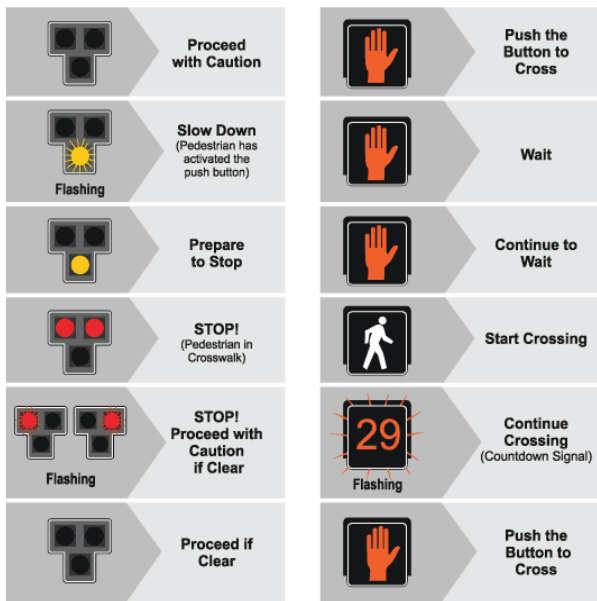 Proceed
with Caution
Push the
Button to
Cross
Flashing
Slow Down
(Pedestrian has
activated the
push button)
Wait
Prepare
to Stop
Continue to
Wait
STOP!
(Pedestrian in
Crosswalk)
Start Crossing
Flashing
STOP!
Proceed with
Caution
if Clear
29
Flashing
Continue
Crossing
(Countdown Signal)
Proceed if
Clear
Push the
Button to
Cross